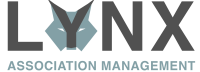 LYNX
ASSOCIATION MANAGEMENT